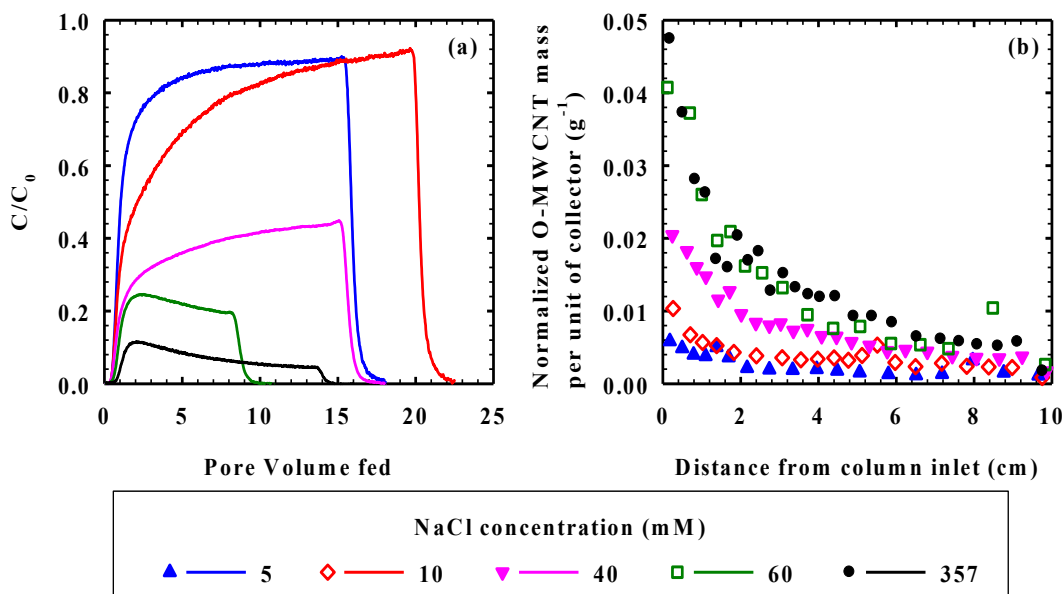 (a)
C/C0
1.0
0.8
0.6
0.4
0.2
0.0
0 5 10 15 20 25
Pore Volume fed
(b)
Normalized O-MWCNT mass
per unit of collector (g-1)
0.05
0.04
0.03
0.02
0.01
0.00
0 2 4 6 8 10
Distance from column inlet (cm)
NaCl concentration (mM)
5 10 40 60 357